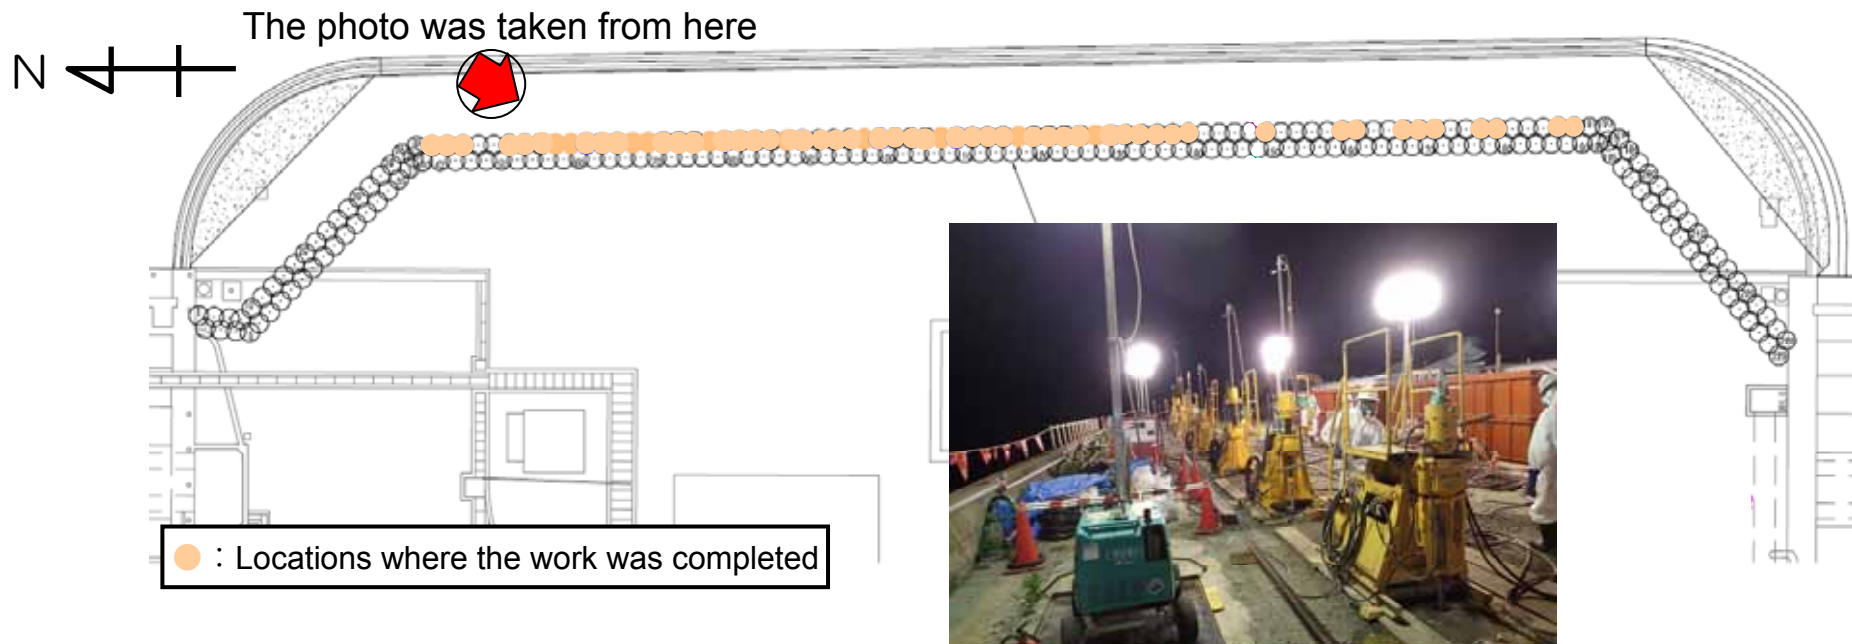 The photo was taken from here
N
: Locations where the work was completed